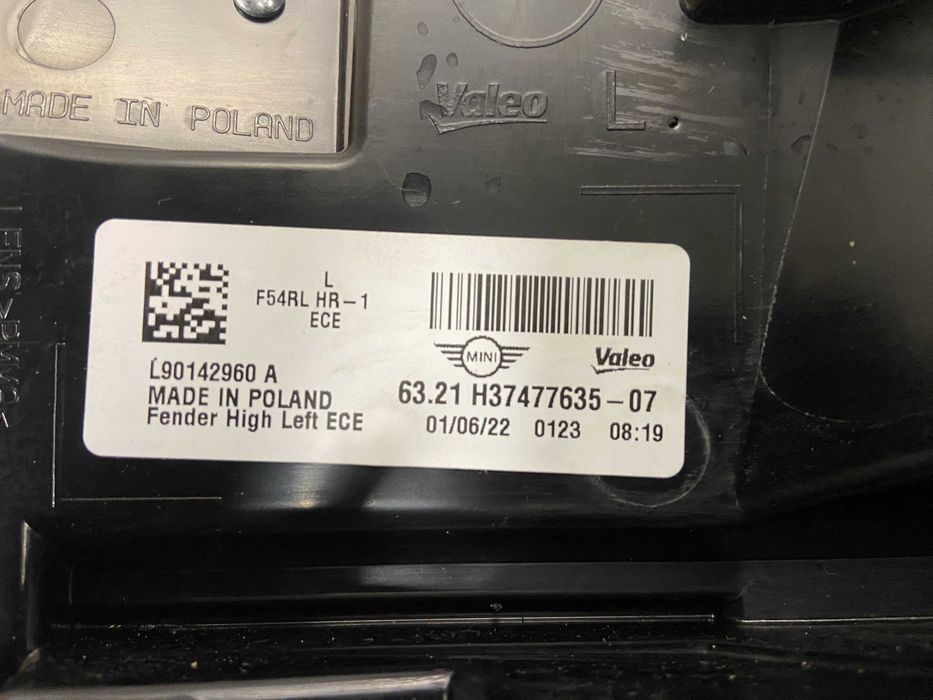 MADE IN POLAND
Valeo
L
L
F54RL HR-1
ECE
L90142960 A
MADE IN POLAND
Fender High Left ECE
MINI
Valeo
63.21 H37477635-07
01/06/22 0123 08:19